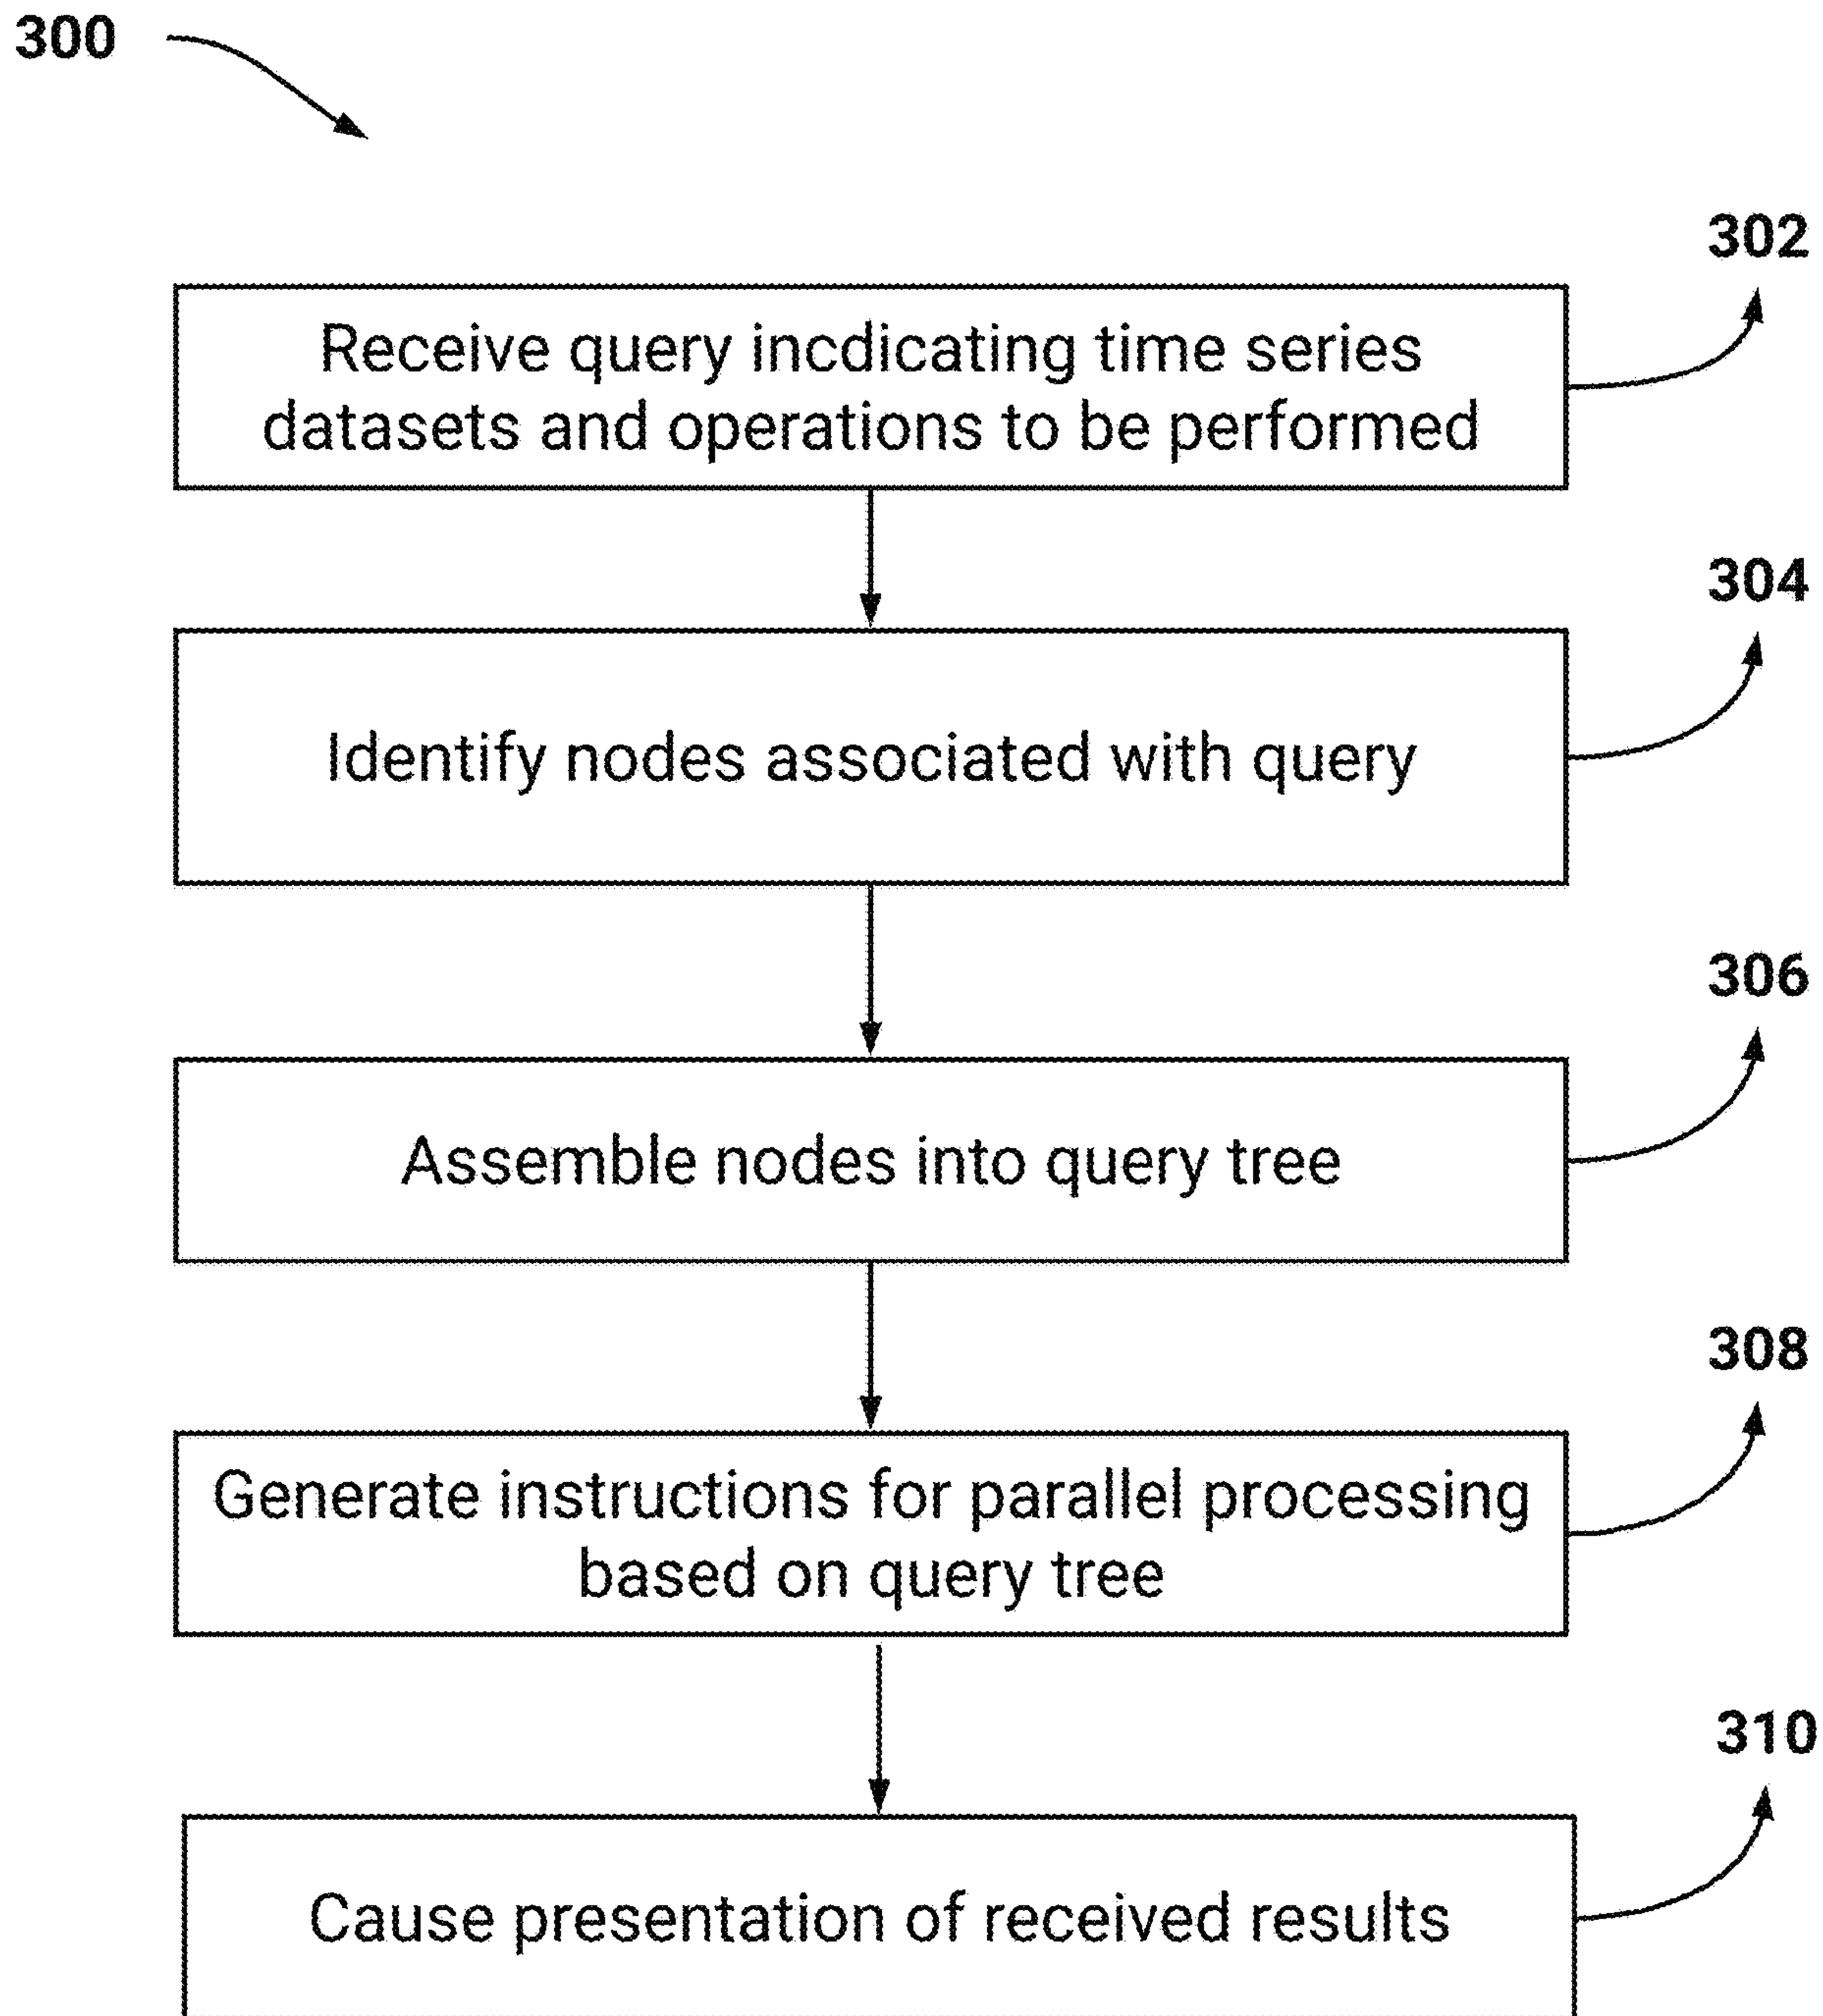 300
302
Receive query incdicating time series
datasets and operations to be performed
304
Identify nodes associated with query
306
Assemble nodes into query tree
308
Generate instructions for parallel processing
based on query tree
310
Cause presentation of received results